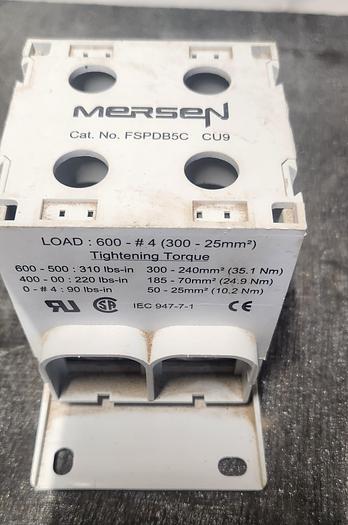 MERSEN
Cat. No. FSPDB5C CU9
LOAD : 600 - # 4 (300 - 25mm²)
Tightening Torque
600 - 500 : 310 lbs-in 300 - 240mm² (35.1 Nm)
400 - 00 : 220 lbs-in 185 - 70mm² (24.9 Nm)
0 - # 4 : 90 lbs-in 50 - 25mm² (10.2 Nm)
RU SA IEC 947-7-1 CE